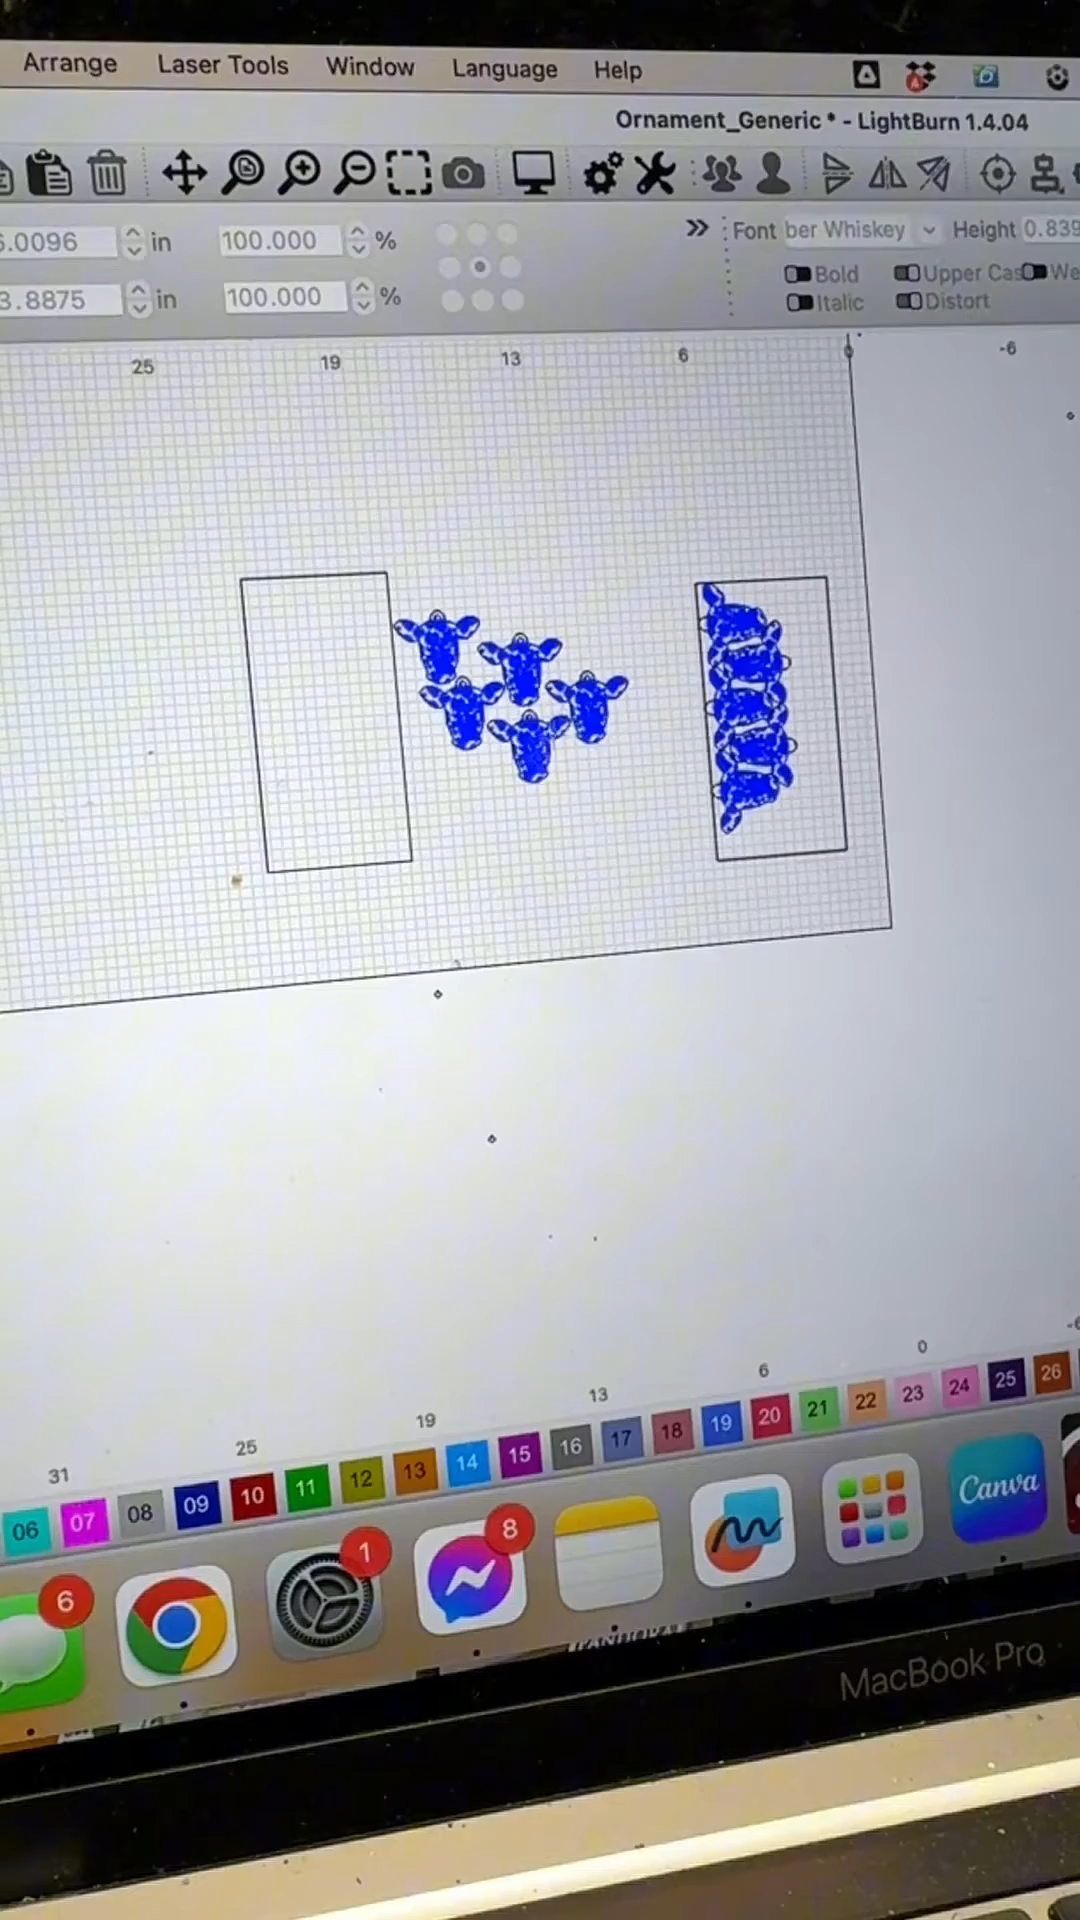 Arrange Laser Tools Window Language Help
Ornament_Generic * - LightBurn 1.4.04
6.0096 in 100.000 % Font ber Whiskey Height 0.839
Bold Upper Cas We
3.8875 in 100.000 % Italic Distort
25 19 13 6 -6
31 25 19 13 6 0 -6
06 07 08 09 10 11 12 13 14 15 16 17 18 19 20 21 22 23 24 25 26
6 1 8 Canva
MacBook Pro